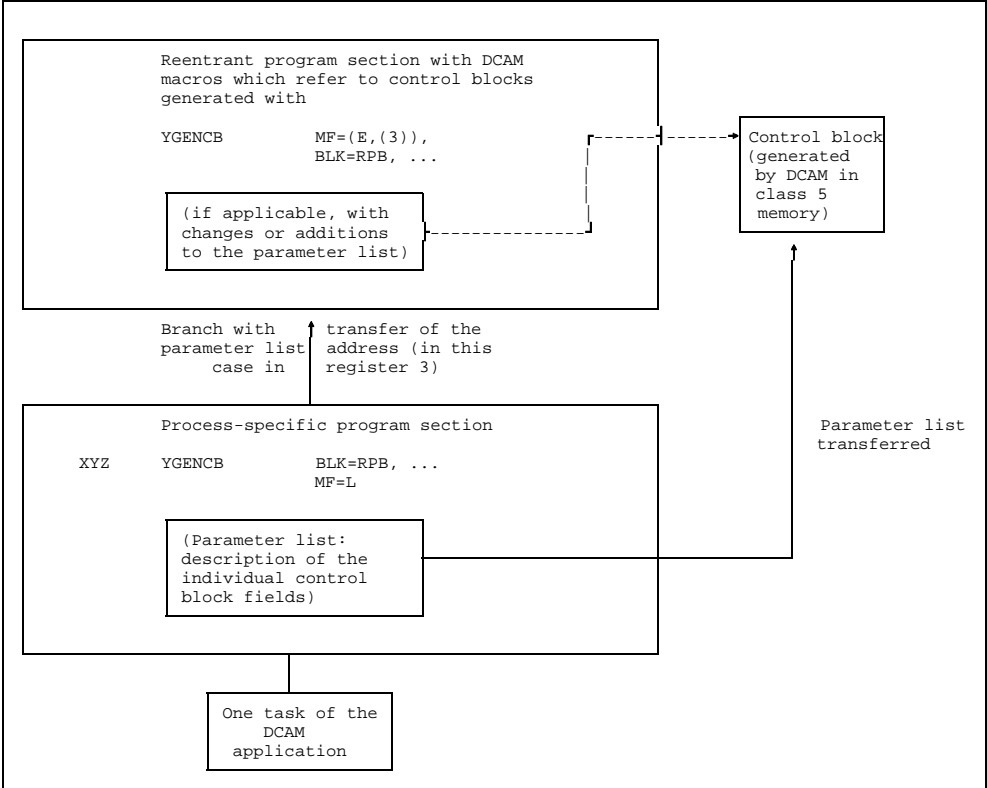 Reentrant program section with DCAM
macros which refer to control blocks
generated with
YGENCB MF=(E,(3)),
BLK=RPB, ...
Control block
(generated
by DCAM in
class 5
memory)
(if applicable, with
changes or additions
to the parameter list)
Branch with transfer of the
parameter list address (in this
case in register 3)
Process-specific program section
Parameter list
transferred
XYZ YGENCB BLK=RPB, ...
MF=L
(Parameter list:
description of the
individual control
block fields)
One task of the
DCAM
application